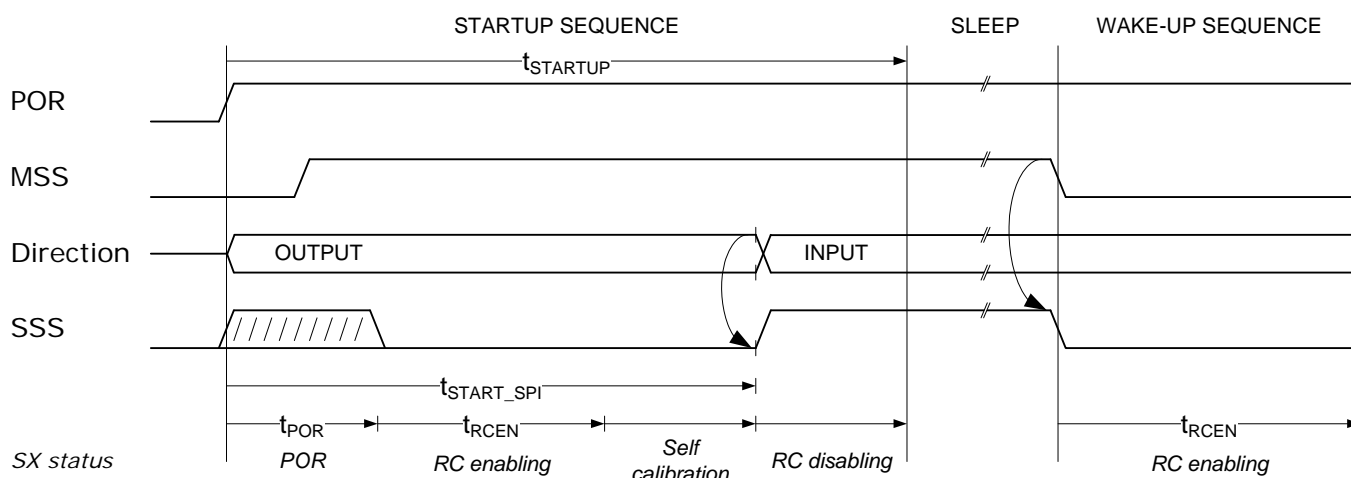 STARTUP SEQUENCE SLEEP WAKE-UP SEQUENCE
tSTARTUP
POR
MSS
Direction OUTPUT INPUT
SSS
tSTART_SPI
tPOR tRCEN tRCEN
SX status POR RC enabling Self calibration RC disabling RC enabling